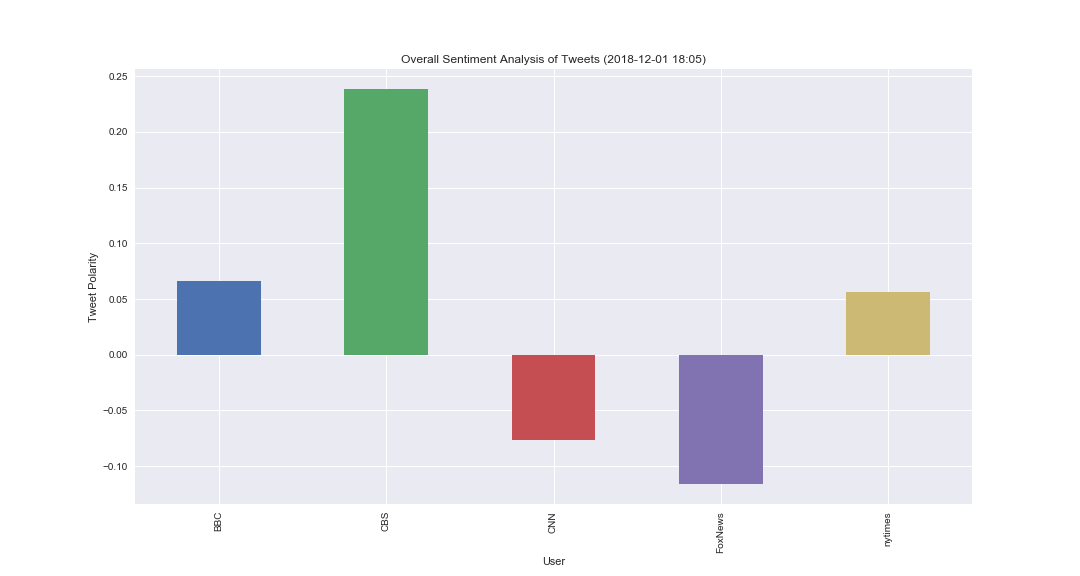 Overall Sentiment Analysis of Tweets (2018-12-01 18:05)
0.25
0.20
0.15
0.10
0.05
0.00
−0.05
−0.10
Tweet Polarity
BBC
CBS
CNN
FoxNews
nytimes
User